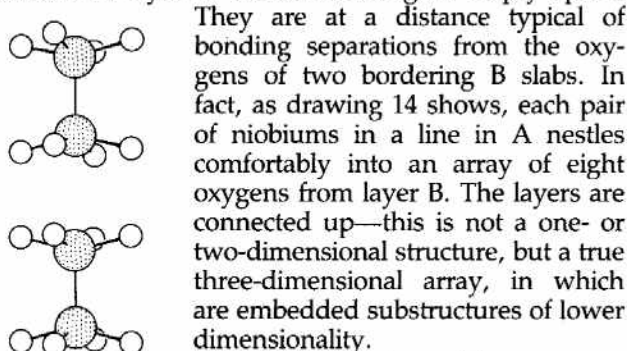 They are at a distance typical of
bonding separations from the oxy-
gens of two bordering B slabs. In
fact, as drawing 14 shows, each pair
of niobiums in a line in A nestles
comfortably into an array of eight
oxygens from layer B. The layers are
connected up—this is not a one- or
two-dimensional structure, but a true
three-dimensional array, in which
are embedded substructures of lower
dimensionality.